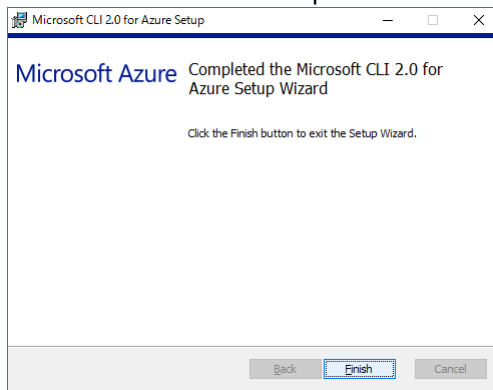 Microsoft CLI 2.0 for Azure Setup
Microsoft Azure
Completed the Microsoft CLI 2.0 for
Azure Setup Wizard
Click the Finish button to exit the Setup Wizard.
Back
Finish
Cancel